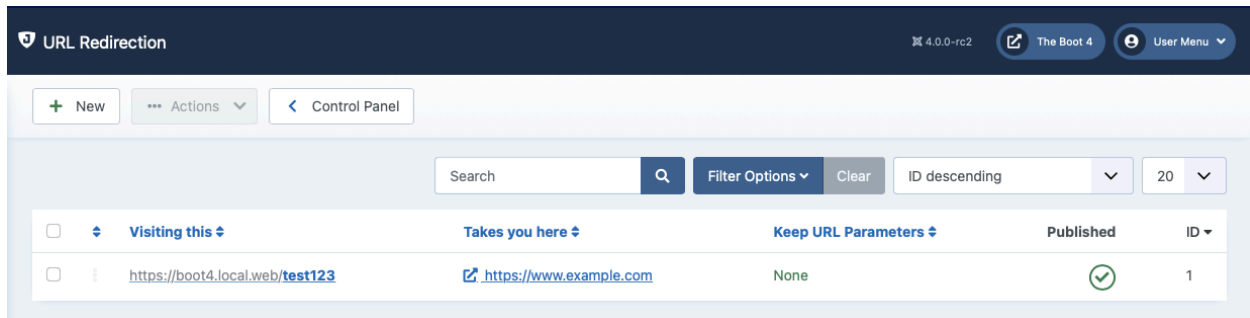 URL Redirection 4.0.0-rc2 The Boot 4 User Menu
New Actions Control Panel
Search Filter Options Clear ID descending 20
Visiting this Takes you here Keep URL Parameters Published ID
https://boot4.local.web/test123 https://www.example.com None 1